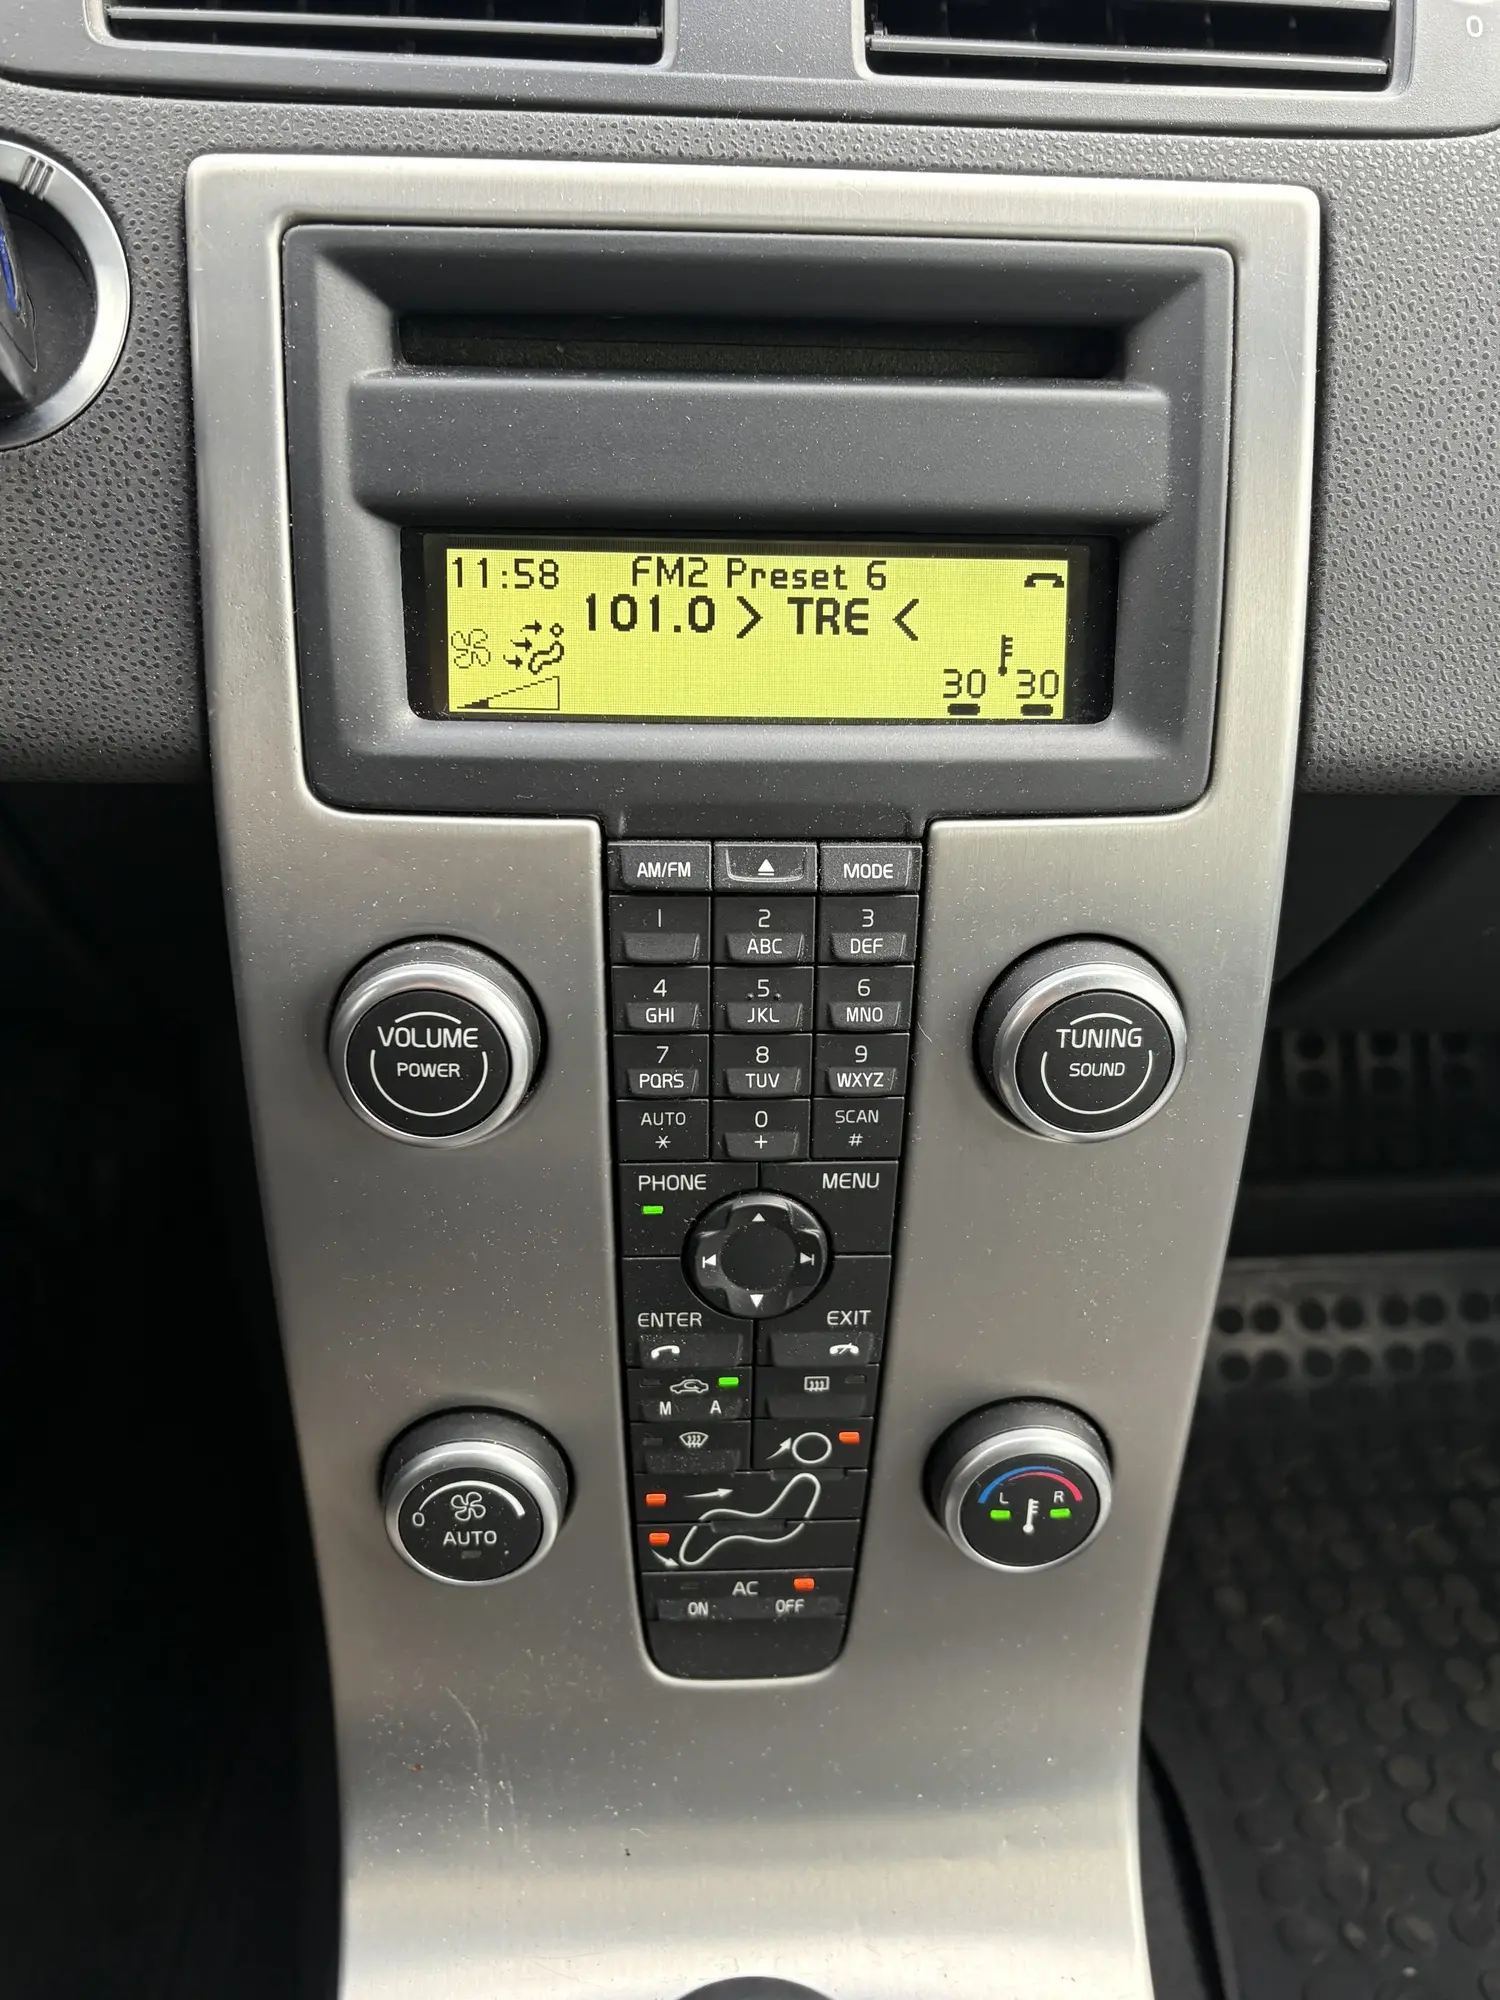 0
11:58 FM2 Preset 6
101.0 > TRE <
30 30
AM/FM MODE
1 2 3
ABC DEF
4 5 6
GHI JKL MNO
7 8 9
PQRS TUV WXYZ
AUTO 0 SCAN
* + #
VOLUME
POWER
TUNING
SOUND
PHONE MENU
ENTER EXIT
M A
0
AUTO
L R
AC
ON OFF